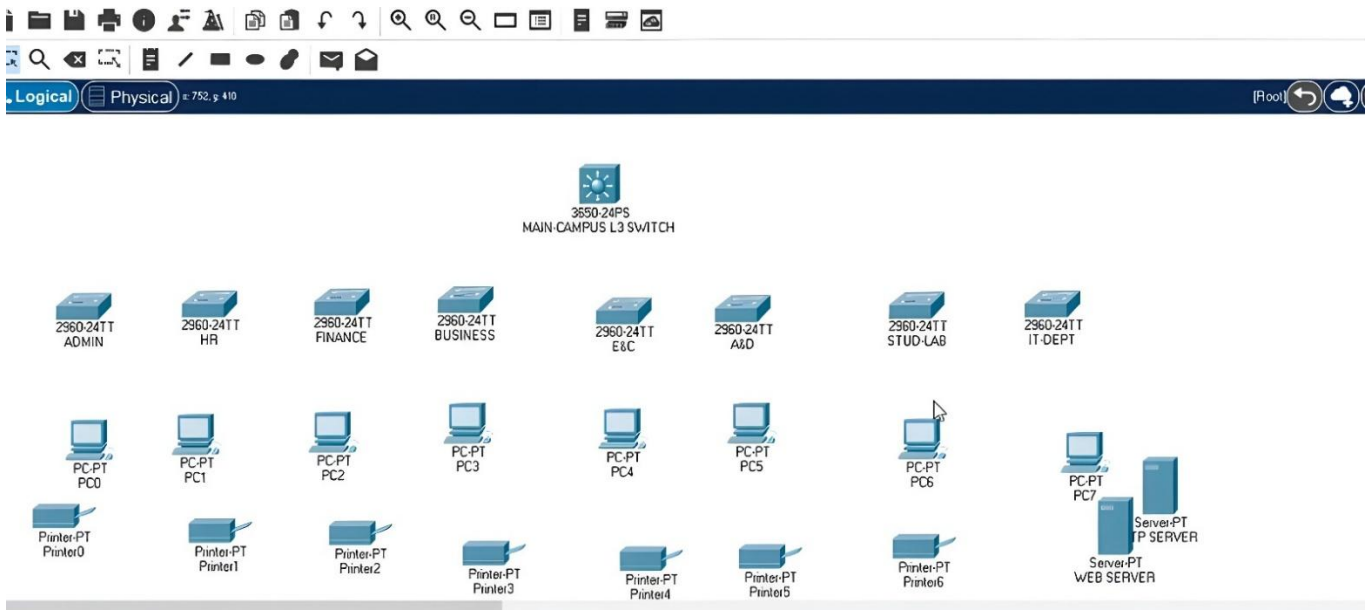 Logical
Physical
x: 752, y: 410
[Root]
3650-24PS
MAIN-CAMPUS L3 SWITCH
2960-24TT
ADMIN
2960-24TT
HR
2960-24TT
FINANCE
2960-24TT
BUSINESS
2960-24TT
E&C
2960-24TT
A&D
2960-24TT
STUD-LAB
2960-24TT
IT-DEPT
PC-PT
PC0
PC-PT
PC1
PC-PT
PC2
PC-PT
PC3
PC-PT
PC4
PC-PT
PC5
PC-PT
PC6
PC-PT
PC7
Server-PT
TP SERVER
Server-PT
WEB SERVER
Printer-PT
Printer0
Printer-PT
Printer1
Printer-PT
Printer2
Printer-PT
Printer3
Printer-PT
Printer4
Printer-PT
Printer5
Printer-PT
Printer6